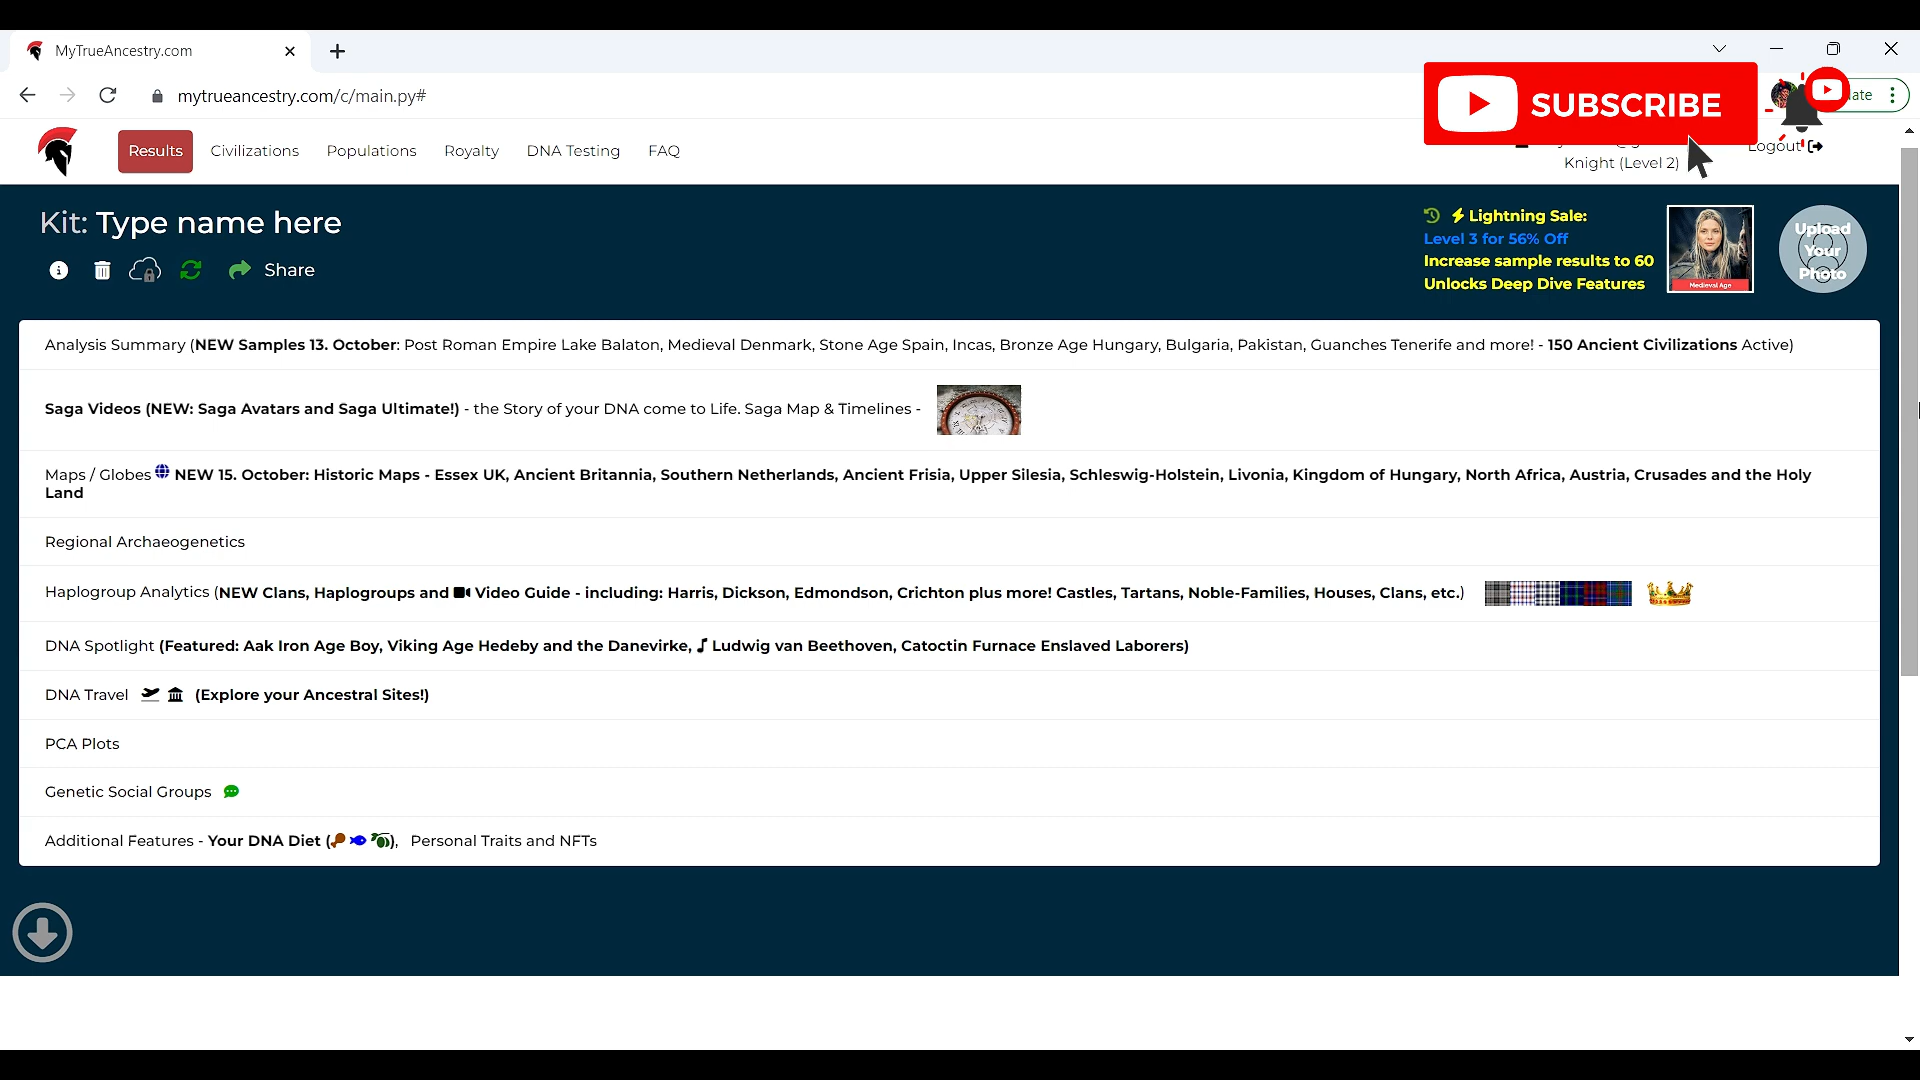 MyTrueAncestry.com
mytrueancestry.com/c/main.py#
SUBSCRIBE
Results
Civilizations
Populations
Royalty
DNA Testing
FAQ
Logout
Knight (Level 2)
Kit: Type name here
Share
Lightning Sale:
Level 3 for 56% Off
Increase sample results to 60
Unlocks Deep Dive Features
Medieval Age
Upload
Your
Photo
Analysis Summary (NEW Samples 13. October: Post Roman Empire Lake Balaton, Medieval Denmark, Stone Age Spain, Incas, Bronze Age Hungary, Bulgaria, Pakistan, Guanches Tenerife and more! - 150 Ancient Civilizations Active)
Saga Videos (NEW: Saga Avatars and Saga Ultimate!) - the Story of your DNA come to Life. Saga Map & Timelines -
Maps / Globes NEW 15. October: Historic Maps - Essex UK, Ancient Britannia, Southern Netherlands, Ancient Frisia, Upper Silesia, Schleswig-Holstein, Livonia, Kingdom of Hungary, North Africa, Austria, Crusades and the Holy
Land
Regional Archaeogenetics
Haplogroup Analytics (NEW Clans, Haplogroups and Video Guide - including: Harris, Dickson, Edmondson, Crichton plus more! Castles, Tartans, Noble-Families, Houses, Clans, etc.)
DNA Spotlight (Featured: Aak Iron Age Boy, Viking Age Hedeby and the Danevirke, Ludwig van Beethoven, Catoctin Furnace Enslaved Laborers)
DNA Travel (Explore your Ancestral Sites!)
PCA Plots
Genetic Social Groups
Additional Features - Your DNA Diet ( ), Personal Traits and NFTs